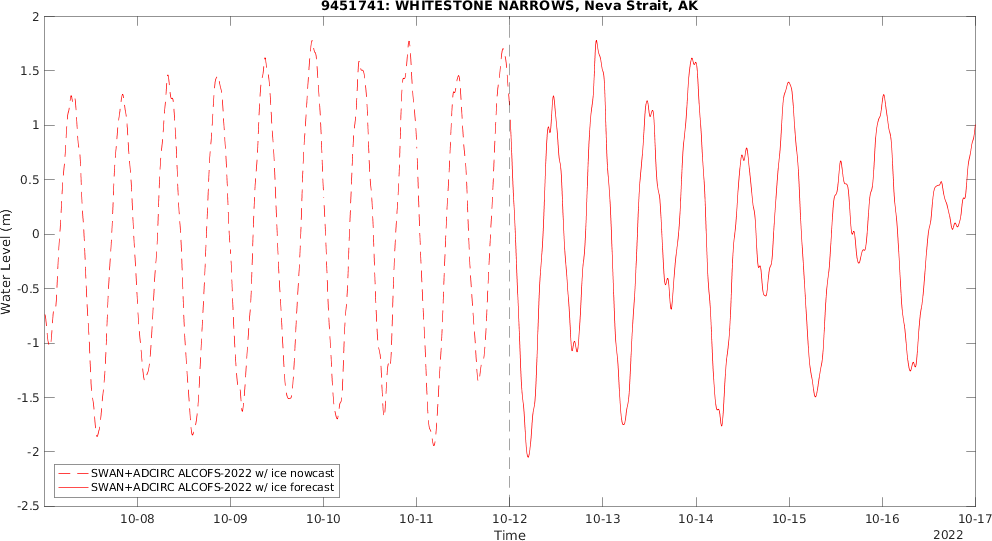 9451741: WHITESTONE NARROWS, Neva Strait, AK
2
1.5
1
0.5
0
-0.5
-1
-1.5
-2
-2.5
Water Level (m)
SWAN+ADCIRC ALCOFS-2022 w/ ice nowcast
SWAN+ADCIRC ALCOFS-2022 w/ ice forecast
10-08 10-09 10-10 10-11 10-12 10-13 10-14 10-15 10-16 10-17
Time
2022